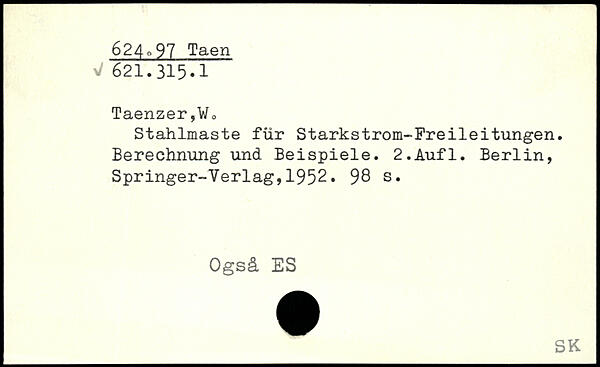 624.97 Taen
✓ 621.315.1
Taenzer,W.
Stahlmaste für Starkstrom-Freileitungen.
Berechnung und Beispiele. 2.Aufl. Berlin,
Springer-Verlag,1952. 98 s.
Også ES
SK